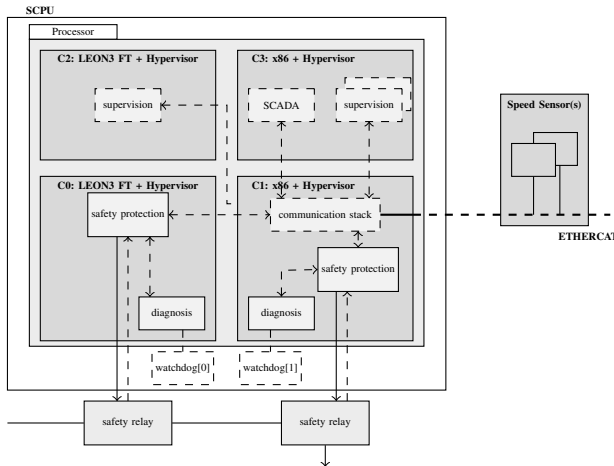 SCPU
Processor
C2: LEON3 FT + Hypervisor
C3: x86 + Hypervisor
supervision
SCADA
supervision
Speed Sensor(s)
C0: LEON3 FT + Hypervisor
C1: x86 + Hypervisor
safety protection
communication stack
ETHERCAT
safety protection
diagnosis
diagnosis
watchdog[0]
watchdog[1]
safety relay
safety relay